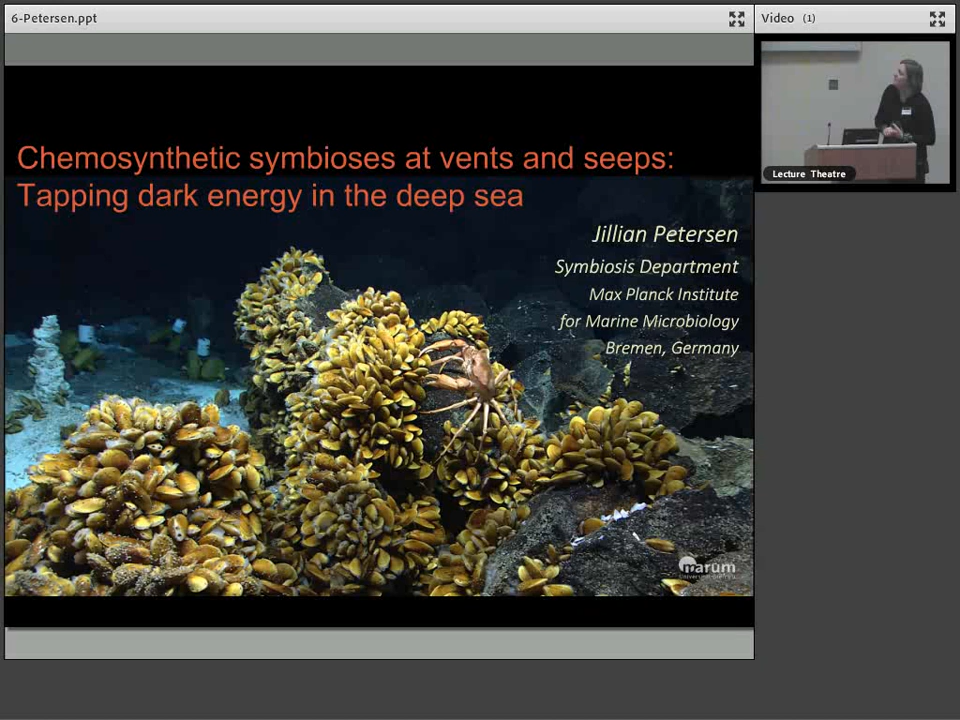 6-Petersen.ppt
Video (1)
Lecture Theatre
Chemosynthetic symbioses at vents and seeps:
Tapping dark energy in the deep sea
Jillian Petersen
Symbiosis Department
Max Planck Institute
for Marine Microbiology
Bremen, Germany
marum